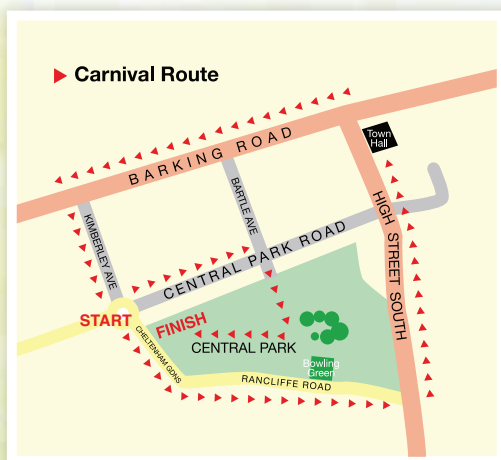 Carnival Route
Town
Hall
BARKING ROAD
BARTLE AVE
KIMBERLEY AVE
HIGH STREET SOUTH
CENTRAL PARK ROAD
START
FINISH
CENTRAL PARK
CHELTENHAM GDNS
Bowling
Green
RANCLIFFE ROAD